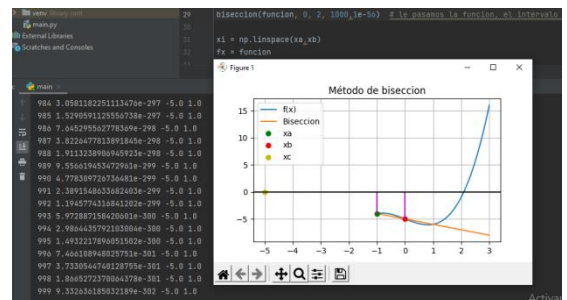 venv library root
main.py
External Libraries
Scratches and Consoles
29
biseccion(funcion, 0, 2, 1000,1e-56) # le pasamos la funcion, el intervalo
30
31
xi = np.linspace(xa,xb)
32
fx = funcion
main
984 3.0581182251113476e-297 -5.0 1.0
985 1.5290591125556738e-297 -5.0 1.0
986 7.645295562778369e-298 -5.0 1.0
987 3.8226477813891845e-298 -5.0 1.0
988 1.9113238906945923e-298 -5.0 1.0
989 9.556619453472961e-299 -5.0 1.0
990 4.778309726736481e-299 -5.0 1.0
991 2.3891548633682403e-299 -5.0 1.0
992 1.1945774316841202e-299 -5.0 1.0
993 5.972887158420601e-300 -5.0 1.0
994 2.9864435792103004e-300 -5.0 1.0
995 1.4932217896051502e-300 -5.0 1.0
996 7.466108948025751e-301 -5.0 1.0
997 3.7330544740128755e-301 -5.0 1.0
998 1.8665272370064378e-301 -5.0 1.0
999 9.332636185032189e-302 -5.0 1.0
Figure 1
Método de biseccion
f(x)
Biseccion
xa
xb
xc
15
10
5
0
−5
−5 −4 −3 −2 −1 0 1 2 3
Activar